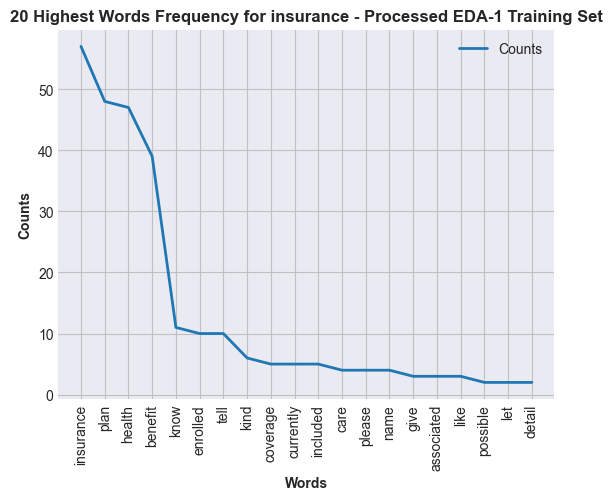 20 Highest Words Frequency for insurance - Processed EDA-1 Training Set
Counts
50
40
30
20
10
0
Counts
insurance
plan
health
benefit
know
enrolled
tell
kind
coverage
currently
included
care
please
name
give
associated
like
possible
let
detail
Words